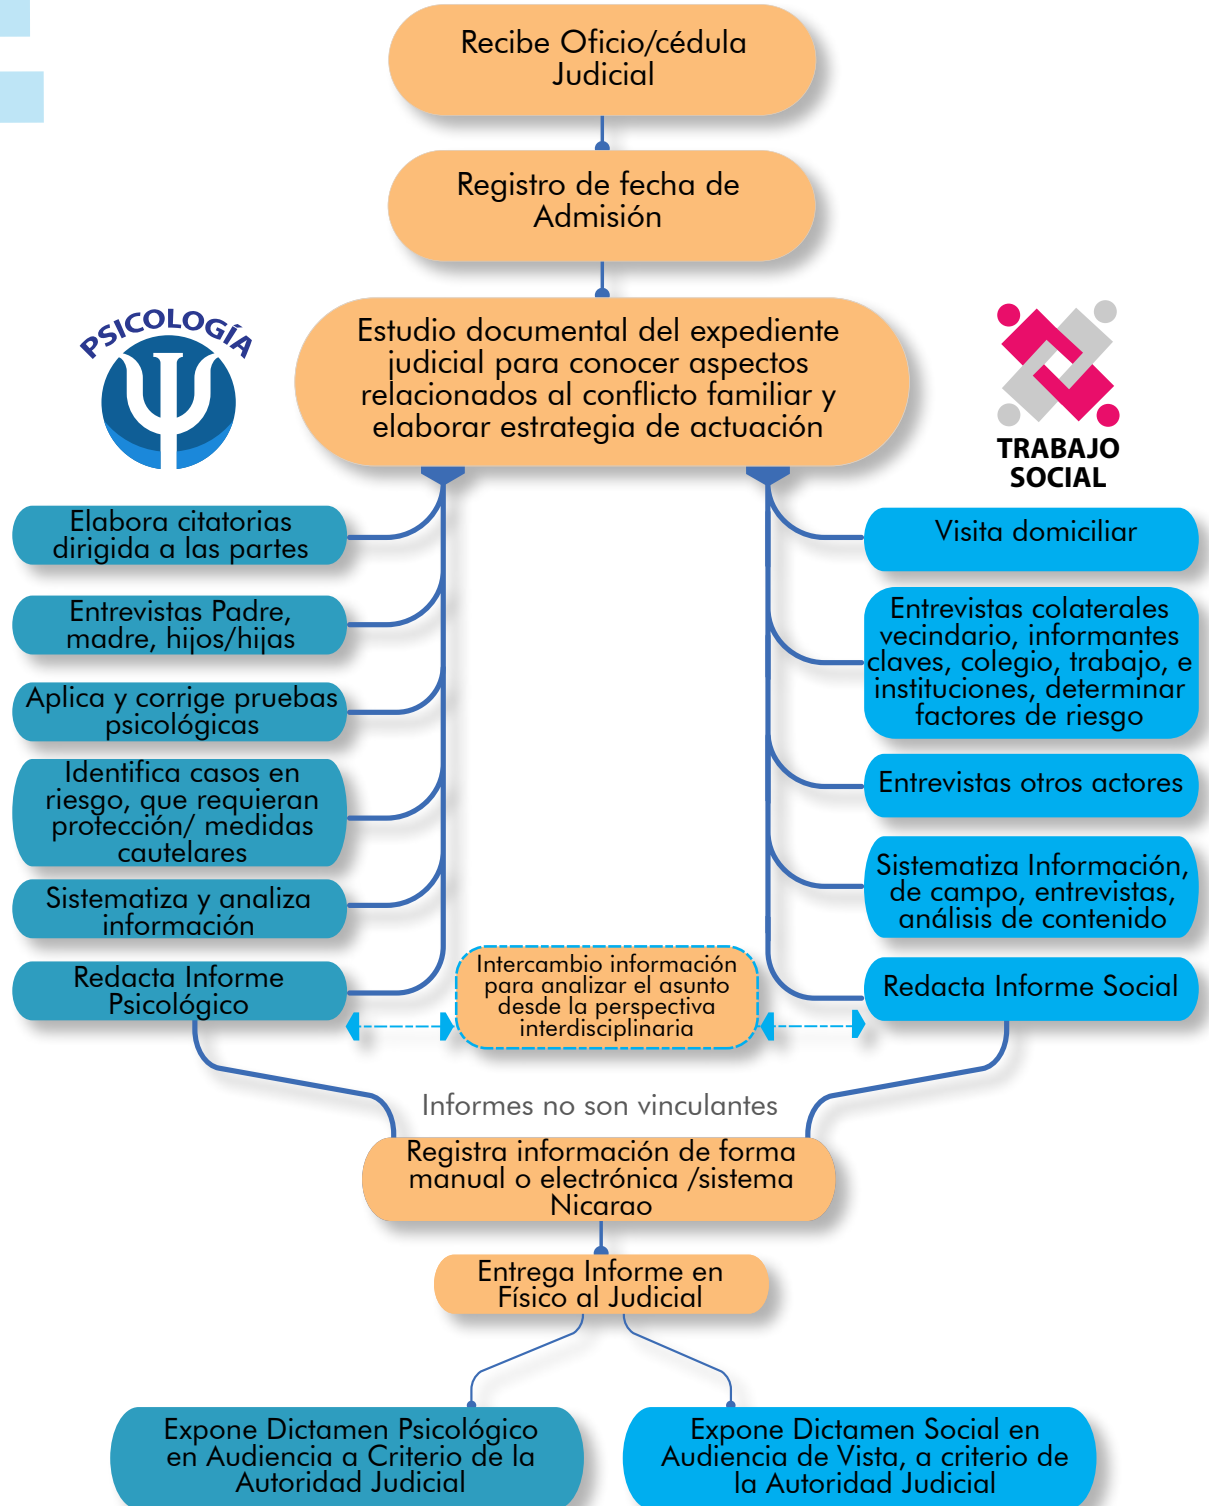 Recibe Oficio/cédula
Judicial
Registro de fecha de
Admisión
Estudio documental del expediente
judicial para conocer aspectos
relacionados al conflicto familiar y
elaborar estrategia de actuación
PSICOLOGÍA
Elabora citatorias
dirigida a las partes
Entrevistas Padre,
madre, hijos/hijas
Aplica y corrige pruebas
psicológicas
Identifica casos en
riesgo, que requieran
protección/ medidas
cautelares
Sistematiza y analiza
información
Redacta Informe
Psicológico
TRABAJO
SOCIAL
Visita domiciliar
Entrevistas colaterales
vecindario, informantes
claves, colegio, trabajo, e
instituciones, determinar
factores de riesgo
Entrevistas otros actores
Sistematiza Información,
de campo, entrevistas,
análisis de contenido
Redacta Informe Social
Intercambio información
para analizar el asunto
desde la perspectiva
interdisciplinaria
Informes no son vinculantes
Registra información de forma
manual o electrónica /sistema
Nicarao
Entrega Informe en
Físico al Judicial
Expone Dictamen Psicológico
en Audiencia a Criterio de la
Autoridad Judicial
Expone Dictamen Social en
Audiencia de Vista, a criterio de
la Autoridad Judicial